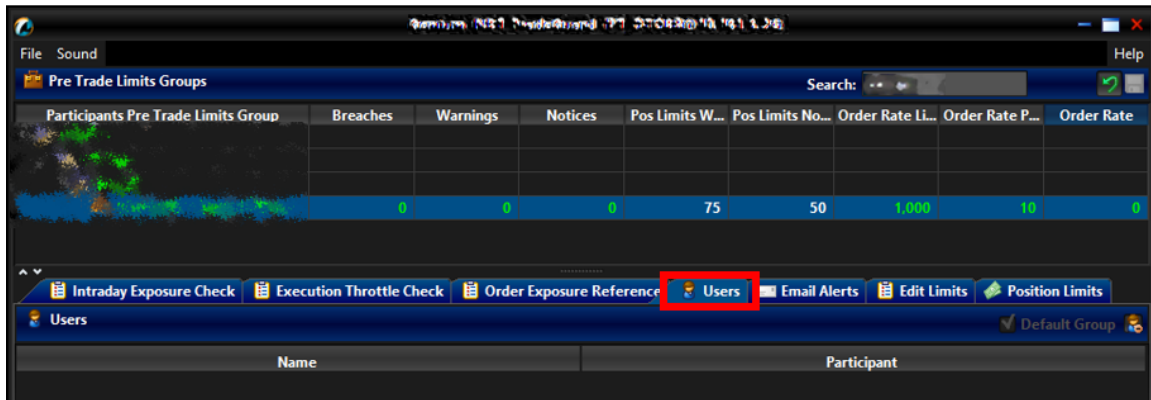 File Sound Help
Pre Trade Limits Groups Search:
Participants Pre Trade Limits Group Breaches Warnings Notices Pos Limits W... Pos Limits No... Order Rate Li... Order Rate P... Order Rate
0 0 0 75 50 1,000 10 0
Intraday Exposure Check Execution Throttle Check Order Exposure Reference Users Email Alerts Edit Limits Position Limits
Users Default Group
Name Participant